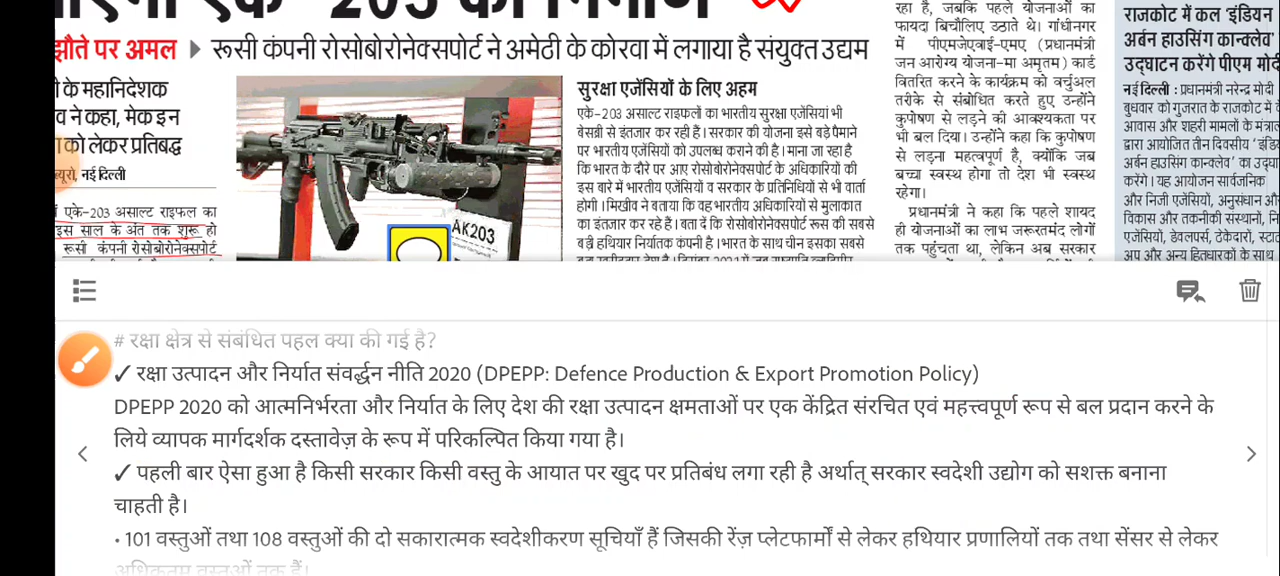 एके-203 का निर्माण
झौते पर अमल ▶ रूसी कंपनी रोसोबोरोनेक्सपोर्ट ने अमेठी के कोरवा में लगाया है संयुक्त उद्यम
के महानिदेशक
ने कहा, मेक इन
को लेकर प्रतिबद्ध
ब्यूरो, नई दिल्ली
एके-203 असाल्ट राइफल का
इस साल के अंत तक शुरू हो
रूसी कंपनी रोसोबोरोनेक्सपोर्ट
AK203
सुरक्षा एजेंसियों के लिए अहम
एके-203 असाल्ट राइफलों का भारतीय सुरक्षा एजेंसियां भी
बेसब्री से इंतजार कर रही हैं। सरकार की योजना इसे बड़े पैमाने
पर भारतीय एजेंसियों को उपलब्ध कराने की है। माना जा रहा है
कि भारत के दौरे पर आए रोसोबोरोनेक्सपोर्ट के अधिकारियों की
इस बारे में भारतीय एजेंसियों व सरकार के प्रतिनिधियों से भी वार्ता
होगी। मिखीव ने बताया कि वह भारतीय अधिकारियों से मुलाकात
का इंतजार कर रहे हैं। बता दें कि रोसोबोरोनेक्सपोर्ट रूस की सबसे
बड़ी हथियार निर्यातक कंपनी है। भारत के साथ चीन इसका सबसे
रहा है, जबकि पहले योजनाओं का
फायदा बिचौलिए उठाते थे। गांधीनगर
में पीएमजेएवाई-एमए (प्रधानमंत्री
जन आरोग्य योजना-मा अमृतम) कार्ड
वितरित करने के कार्यक्रम को वर्चुअल
तरीके से संबोधित करते हुए उन्होंने
कुपोषण से लड़ने की आवश्यकता पर
भी बल दिया। उन्होंने कहा कि कुपोषण
से लड़ना महत्वपूर्ण है, क्योंकि जब
बच्चा स्वस्थ होगा तो देश भी स्वस्थ
रहेगा।
प्रधानमंत्री ने कहा कि पहले शायद
ही योजनाओं का लाभ जरूरतमंद लोगों
तक पहुंचता था, लेकिन अब सरकार
राजकोट में कल 'इंडियन
अर्बन हाउसिंग कान्क्लेव'
उद्घाटन करेंगे पीएम मोदी
नई दिल्ली : प्रधानमंत्री नरेन्द्र मोदी
बुधवार को गुजरात के राजकोट में
आवास और शहरी मामलों के
द्वारा आयोजित तीन दिवसीय
अर्बन हाउसिंग कान्क्लेव' का
करेंगे। यह आयोजन सार्वजनिक
और निजी एजेंसियों, अनुसंधान और
विकास और तकनीकी संस्थानों,
एजेंसियों, डेवलपर्स, ठेकेदारों,
अप और अन्य हितधारकों के साथ
# रक्षा क्षेत्र से संबंधित पहल क्या की गई है?
✓ रक्षा उत्पादन और निर्यात संवर्द्धन नीति 2020 (DPEPP: Defence Production & Export Promotion Policy)
DPEPP 2020 को आत्मनिर्भरता और निर्यात के लिए देश की रक्षा उत्पादन क्षमताओं पर एक केंद्रित संरचित एवं महत्त्वपूर्ण रूप से बल प्रदान करने के
लिये व्यापक मार्गदर्शक दस्तावेज़ के रूप में परिकल्पित किया गया है।
✓ पहली बार ऐसा हुआ है किसी सरकार किसी वस्तु के आयात पर खुद पर प्रतिबंध लगा रही है अर्थात् सरकार स्वदेशी उद्योग को सशक्त बनाना
चाहती है।
• 101 वस्तुओं तथा 108 वस्तुओं की दो सकारात्मक स्वदेशीकरण सूचियाँ हैं जिसकी रेंज़ प्लेटफार्मों से लेकर हथियार प्रणालियों तक तथा सेंसर से लेकर
अधिकतम वस्तुओं तक हैं।